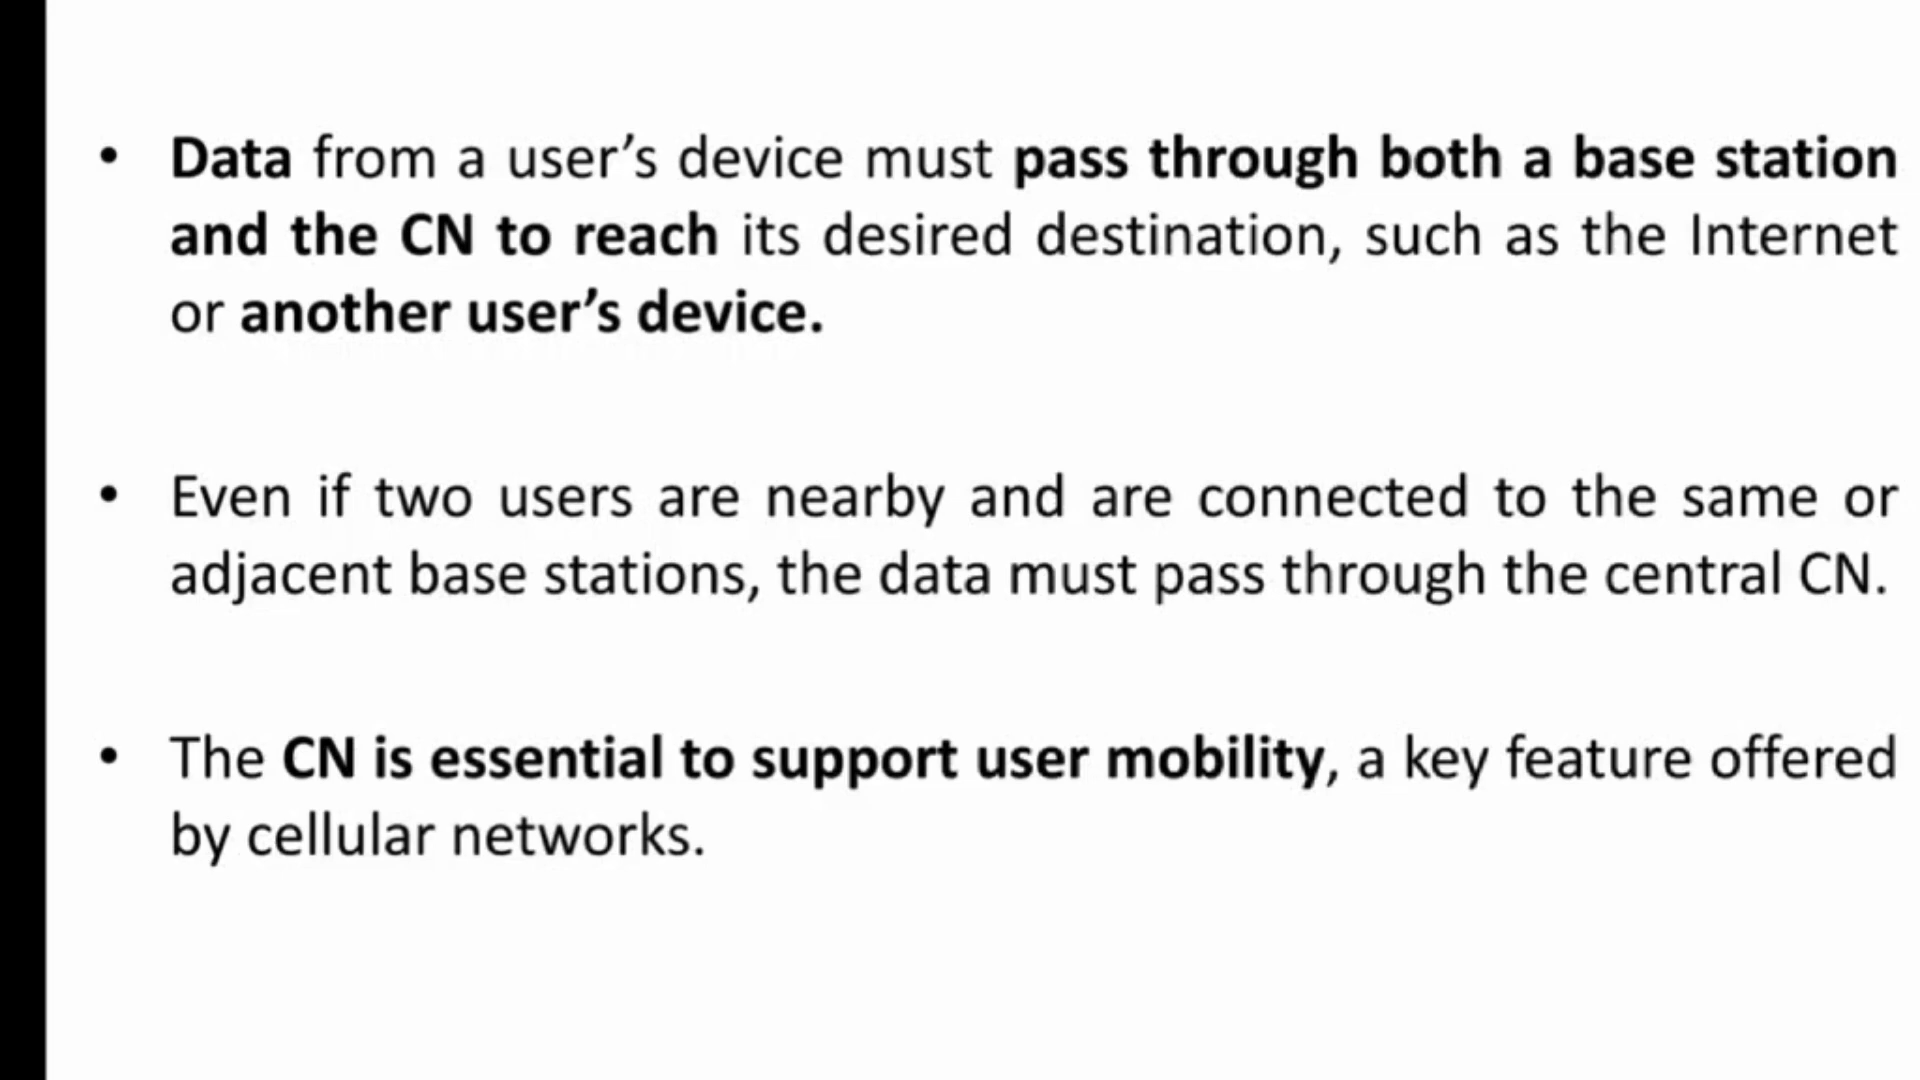 • Data from a user’s device must pass through both a base station
and the CN to reach its desired destination, such as the Internet
or another user’s device.
• Even if two users are nearby and are connected to the same or
adjacent base stations, the data must pass through the central CN.
• The CN is essential to support user mobility, a key feature offered
by cellular networks.